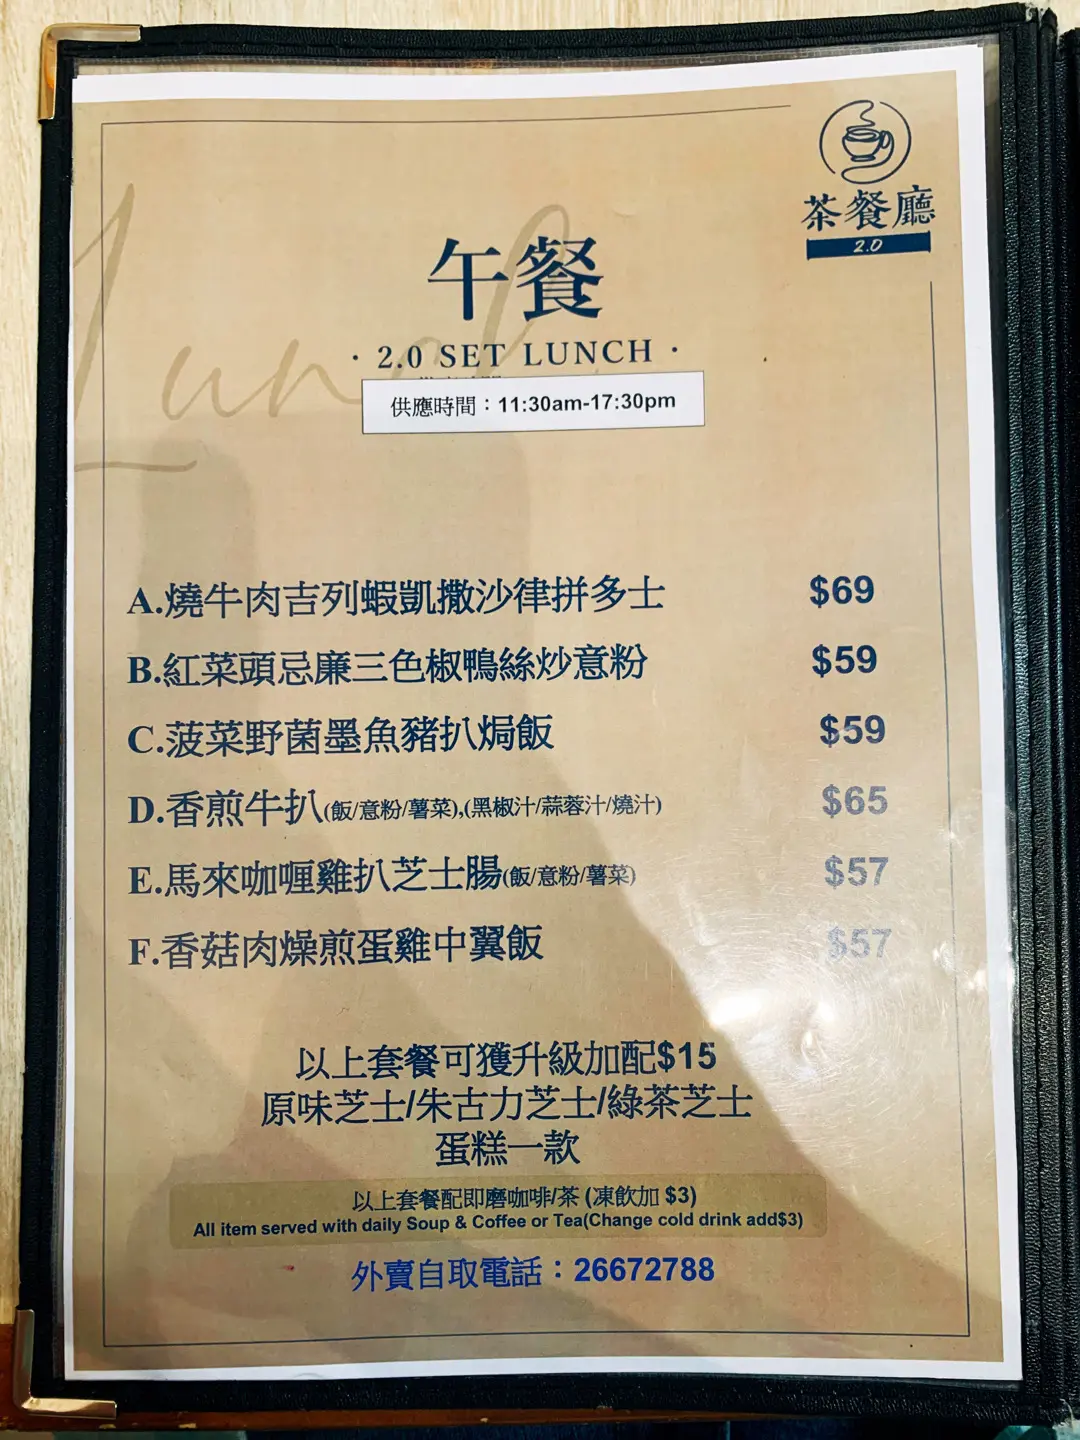 茶餐廳
2.0
Lunch
午餐
· 2.0 SET LUNCH ·
供應時間：11:30am-17:30pm
A.燒牛肉吉列蝦凱撒沙律拼多士 $69
B.紅菜頭忌廉三色椒鴨絲炒意粉 $59
C.菠菜野菌墨魚豬扒焗飯 $59
D.香煎牛扒(飯/意粉/薯菜),(黑椒汁/蒜蓉汁/燒汁) $65
E.馬來咖喱雞扒芝士腸(飯/意粉/薯菜) $57
F.香菇肉燥煎蛋雞中翼飯 $57
以上套餐可獲升級加配$15
原味芝士/朱古力芝士/綠茶芝士
蛋糕一款
以上套餐配即磨咖啡/茶 (凍飲加 $3)
All item served with daily Soup & Coffee or Tea(Change cold drink add$3)
外賣自取電話：26672788